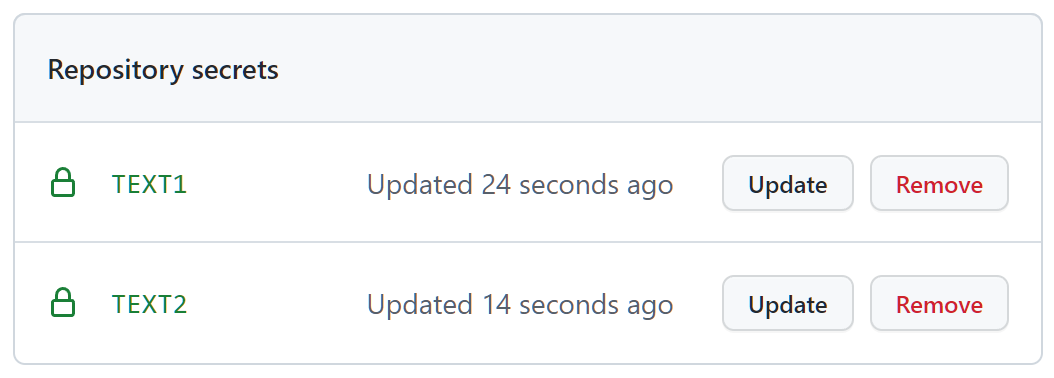 Repository secrets
TEXT1 Updated 24 seconds ago Update Remove
TEXT2 Updated 14 seconds ago Update Remove